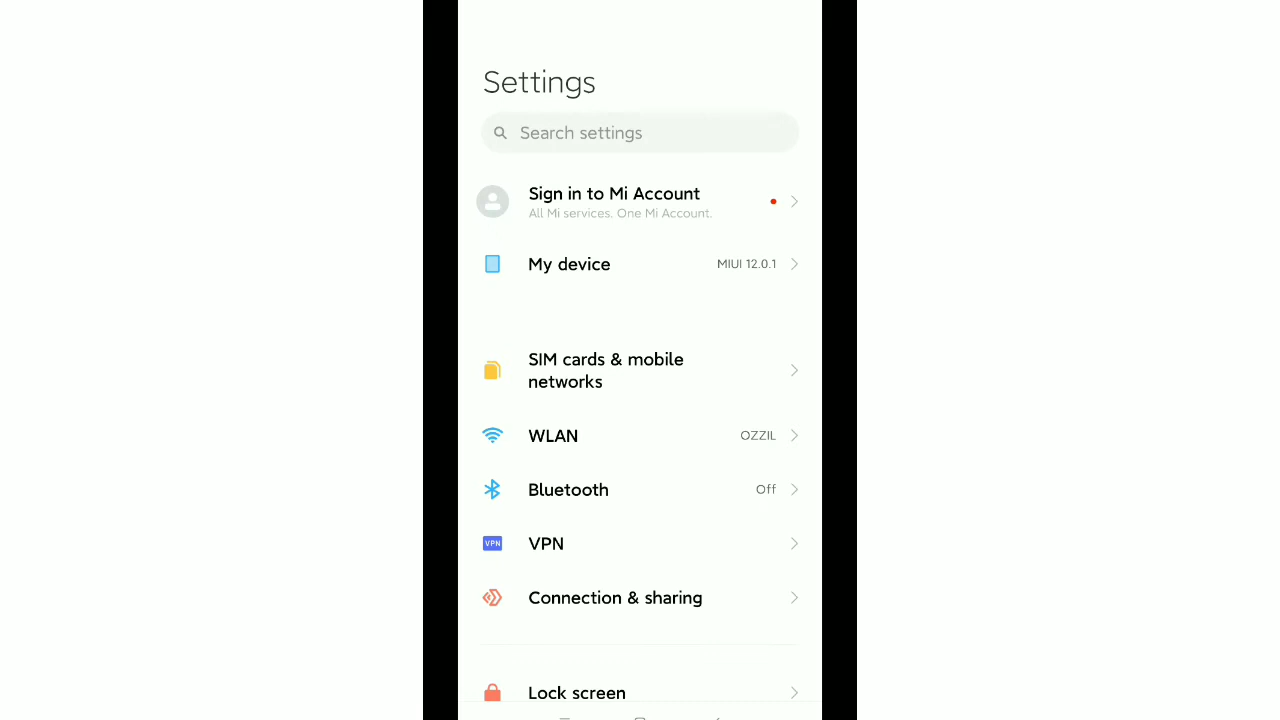 Settings
Search settings
Sign in to Mi Account
All Mi services. One Mi Account.
My device
MIUI 12.0.1
SIM cards & mobile
networks
WLAN
OZZIL
Bluetooth
Off
VPN
VPN
Connection & sharing
Lock screen